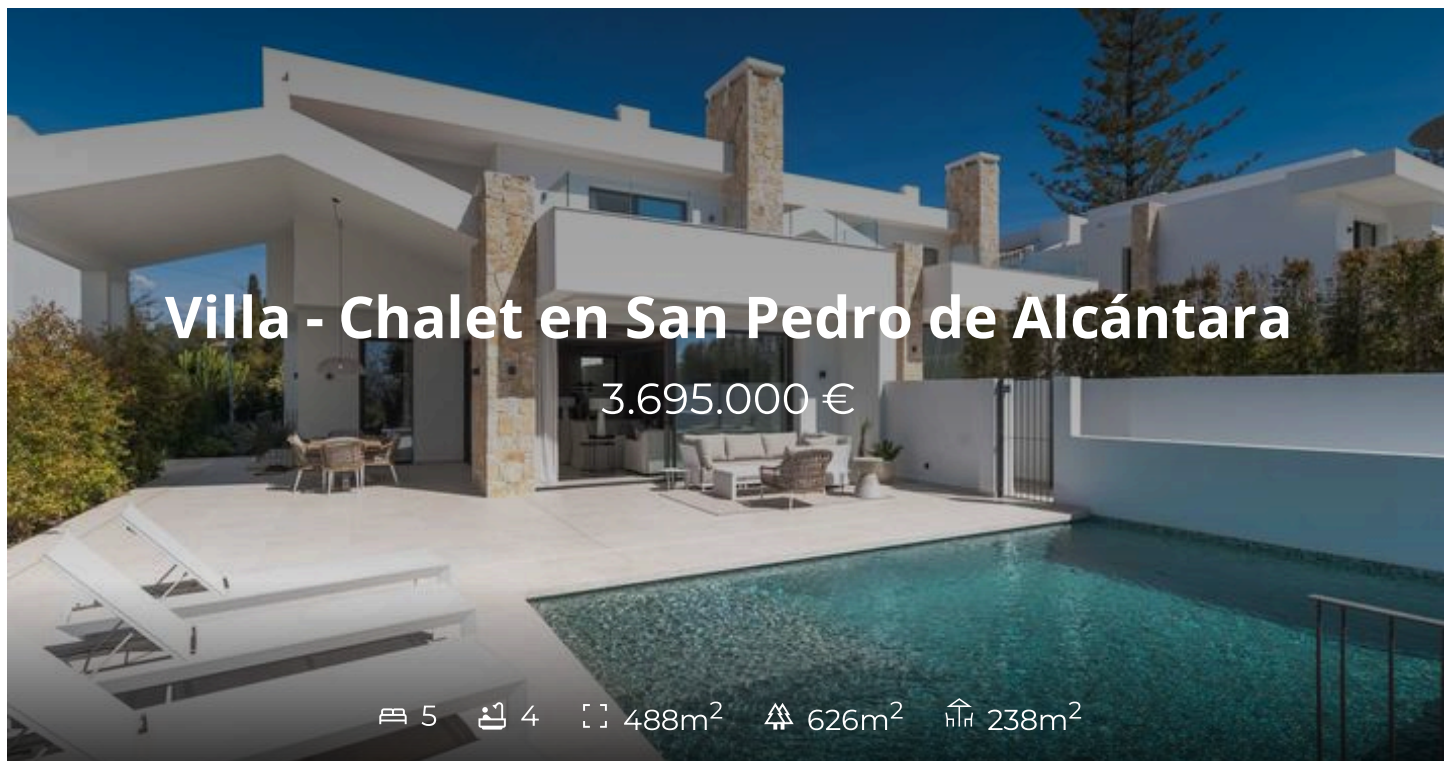 Villa - Chalet en San Pedro de Alcántara
3.695.000 €
5 4 488m² 626m² 238m²